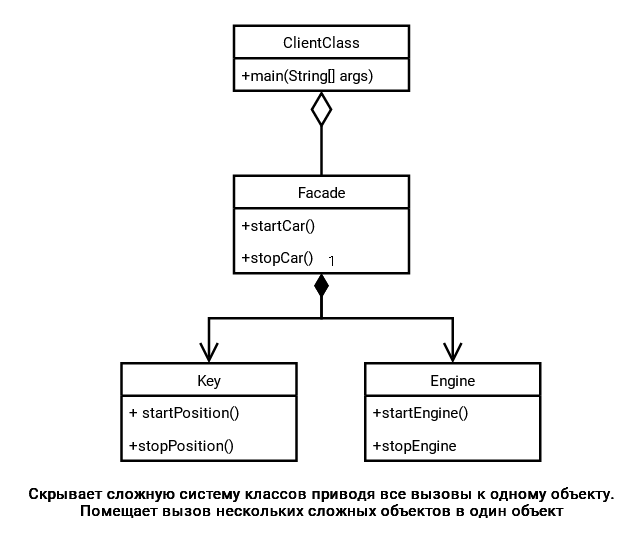 ClientClass
+main(String[] args)
Facade
+startCar()
+stopCar()
1
Key
+ startPosition()
+stopPosition()
Engine
+startEngine()
+stopEngine
Скрывает сложную систему классов приводя все вызовы к одному объекту.
Помещает вызов нескольких сложных объектов в один объект